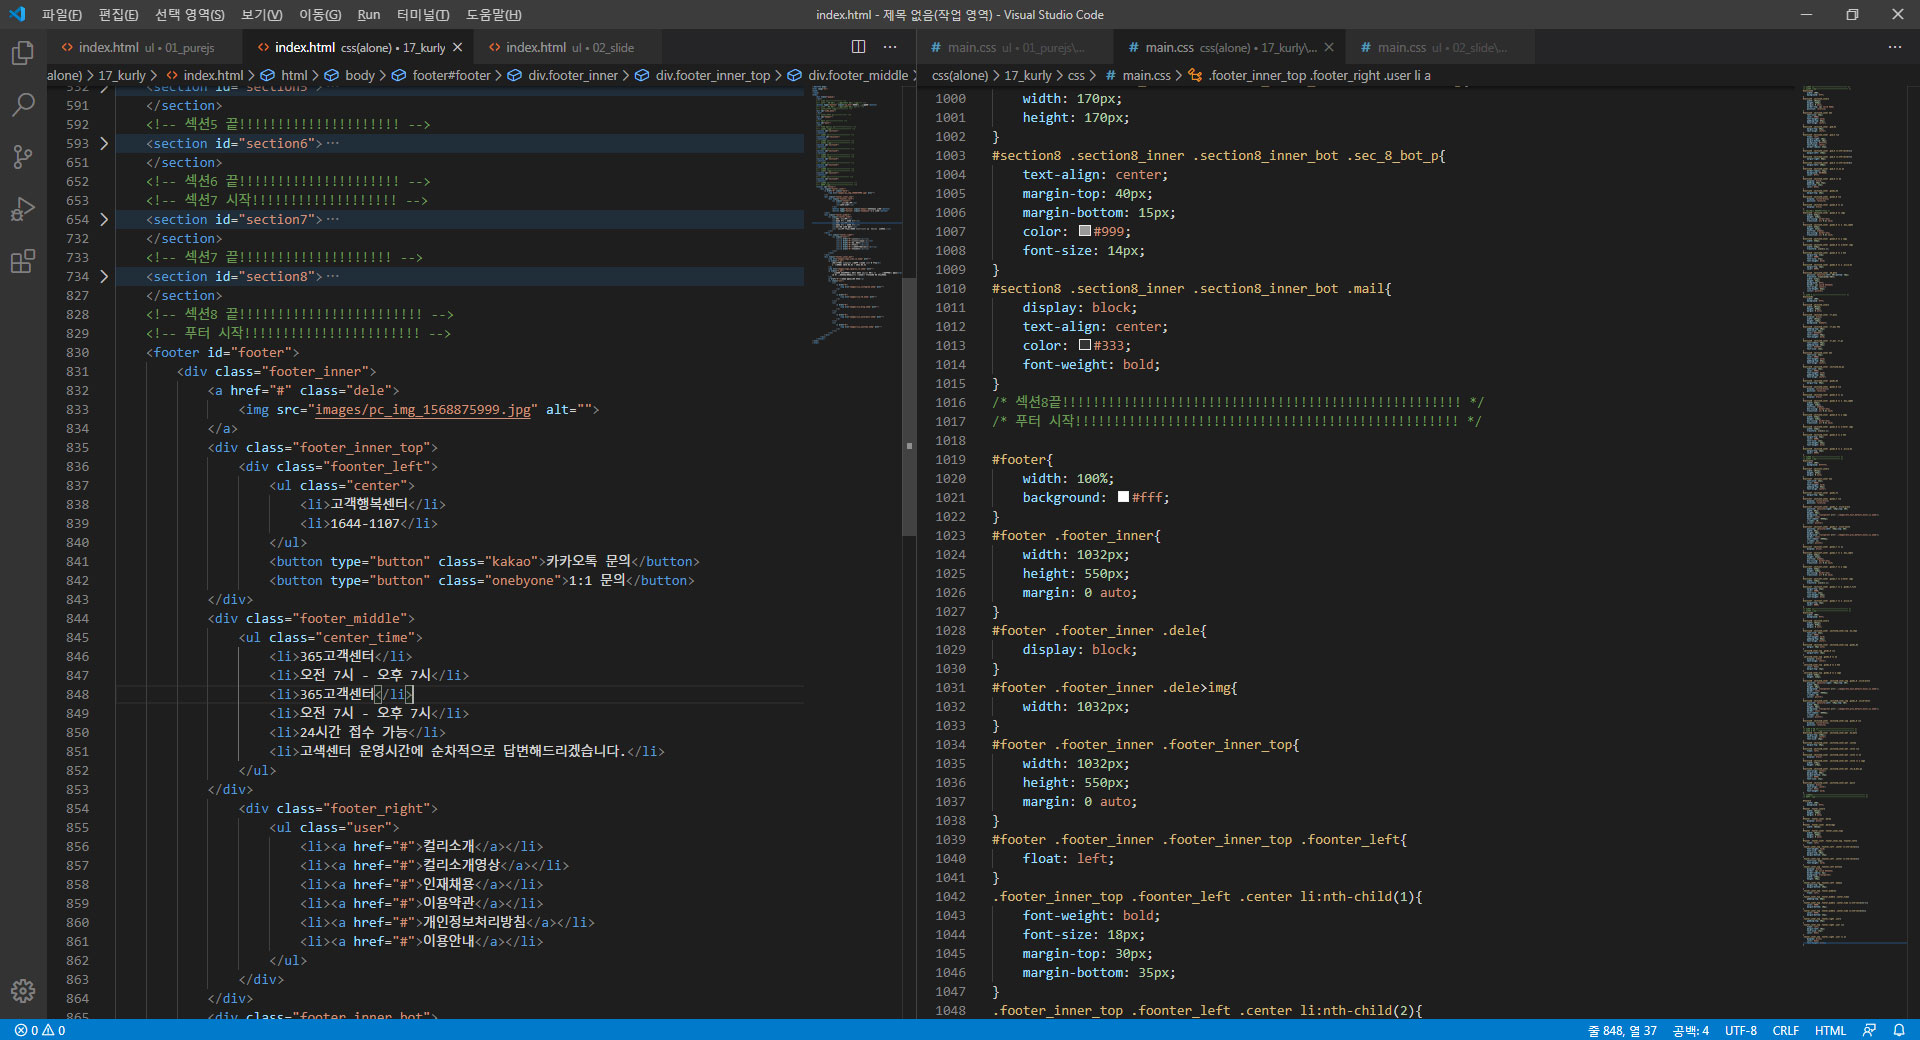 파일(F) 편집(E) 선택 영역(S) 보기(V) 이동(G) Run 터미널(T) 도움말(H)
index.html - 제목 없음(작업 영역) - Visual Studio Code
index.html ul • 01_purejs
index.html css(alone) • 17_kurly
index.html ul • 02_slide
main.css ul • 01_purejs\...
main.css css(alone) • 17_kurly\...
main.css ul • 02_slide\...
alone) > 17_kurly > index.html > html > body > footer#footer > div.footer_inner > div.footer_inner_top > div.footer_middle >
532 <section id="section5">
591 </section>
592 <!-- 섹션5 끝!!!!!!!!!!!!!!!!!!!!! -->
593 <section id="section6">···
651 </section>
652 <!-- 섹션6 끝!!!!!!!!!!!!!!!!!!!!! -->
653 <!-- 섹션7 시작!!!!!!!!!!!!!!!!!!! -->
654 <section id="section7">···
732 </section>
733 <!-- 섹션7 끝!!!!!!!!!!!!!!!!!!!! -->
734 <section id="section8">···
827 </section>
828 <!-- 섹션8 끝!!!!!!!!!!!!!!!!!!!!!!!! -->
829 <!-- 푸터 시작!!!!!!!!!!!!!!!!!!!!!!! -->
830 <footer id="footer">
831 <div class="footer_inner">
832 <a href="#" class="dele">
833 <img src="images/pc_img_1568875999.jpg" alt="">
834 </a>
835 <div class="footer_inner_top">
836 <div class="foonter_left">
837 <ul class="center">
838 <li>고객행복센터</li>
839 <li>1644-1107</li>
840 </ul>
841 <button type="button" class="kakao">카카오톡 문의</button>
842 <button type="button" class="onebyone">1:1 문의</button>
843 </div>
844 <div class="footer_middle">
845 <ul class="center_time">
846 <li>365고객센터</li>
847 <li>오전 7시 - 오후 7시</li>
848 <li>365고객센터</li>
849 <li>오전 7시 - 오후 7시</li>
850 <li>24시간 접수 가능</li>
851 <li>고색센터 운영시간에 순차적으로 답변해드리겠습니다.</li>
852 </ul>
853 </div>
854 <div class="footer_right">
855 <ul class="user">
856 <li><a href="#">컬리소개</a></li>
857 <li><a href="#">컬리소개영상</a></li>
858 <li><a href="#">인재채용</a></li>
859 <li><a href="#">이용약관</a></li>
860 <li><a href="#">개인정보처리방침</a></li>
861 <li><a href="#">이용안내</a></li>
862 </ul>
863 </div>
864 </div>
865 <div class="footer_inner_bot">
css(alone) > 17_kurly > css > main.css > .footer_inner_top .footer_right .user li a
1000 width: 170px;
1001 height: 170px;
1002 }
1003 #section8 .section8_inner .section8_inner_bot .sec_8_bot_p{
1004 text-align: center;
1005 margin-top: 40px;
1006 margin-bottom: 15px;
1007 color: #999;
1008 font-size: 14px;
1009 }
1010 #section8 .section8_inner .section8_inner_bot .mail{
1011 display: block;
1012 text-align: center;
1013 color: #333;
1014 font-weight: bold;
1015 }
1016 /* 섹션8끝!!!!!!!!!!!!!!!!!!!!!!!!!!!!!!!!!!!!!!!!!!!!!!!!!!!! */
1017 /* 푸터 시작!!!!!!!!!!!!!!!!!!!!!!!!!!!!!!!!!!!!!!!!!!!!!!!!!! */
1018
1019 #footer{
1020 width: 100%;
1021 background: #fff;
1022 }
1023 #footer .footer_inner{
1024 width: 1032px;
1025 height: 550px;
1026 margin: 0 auto;
1027 }
1028 #footer .footer_inner .dele{
1029 display: block;
1030 }
1031 #footer .footer_inner .dele>img{
1032 width: 1032px;
1033 }
1034 #footer .footer_inner .footer_inner_top{
1035 width: 1032px;
1036 height: 550px;
1037 margin: 0 auto;
1038 }
1039 #footer .footer_inner .footer_inner_top .foonter_left{
1040 float: left;
1041 }
1042 .footer_inner_top .foonter_left .center li:nth-child(1){
1043 font-weight: bold;
1044 font-size: 18px;
1045 margin-top: 30px;
1046 margin-bottom: 35px;
1047 }
1048 .footer_inner_top .foonter_left .center li:nth-child(2){
0 0
줄 848, 열 37 공백: 4 UTF-8 CRLF HTML